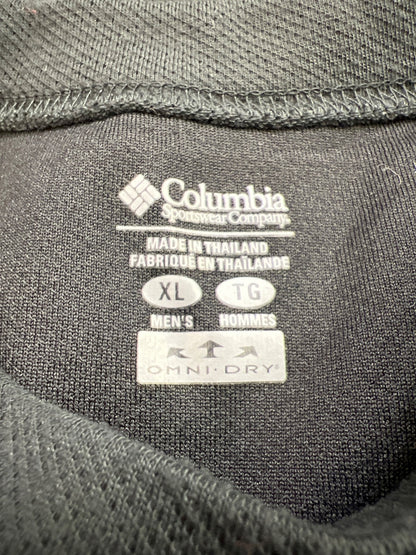 Columbia
Sportswear Company®
MADE IN THAILAND
FABRIQUÉ EN THAÏLANDE
XL TG
MEN'S HOMMES
OMNI·DRY®